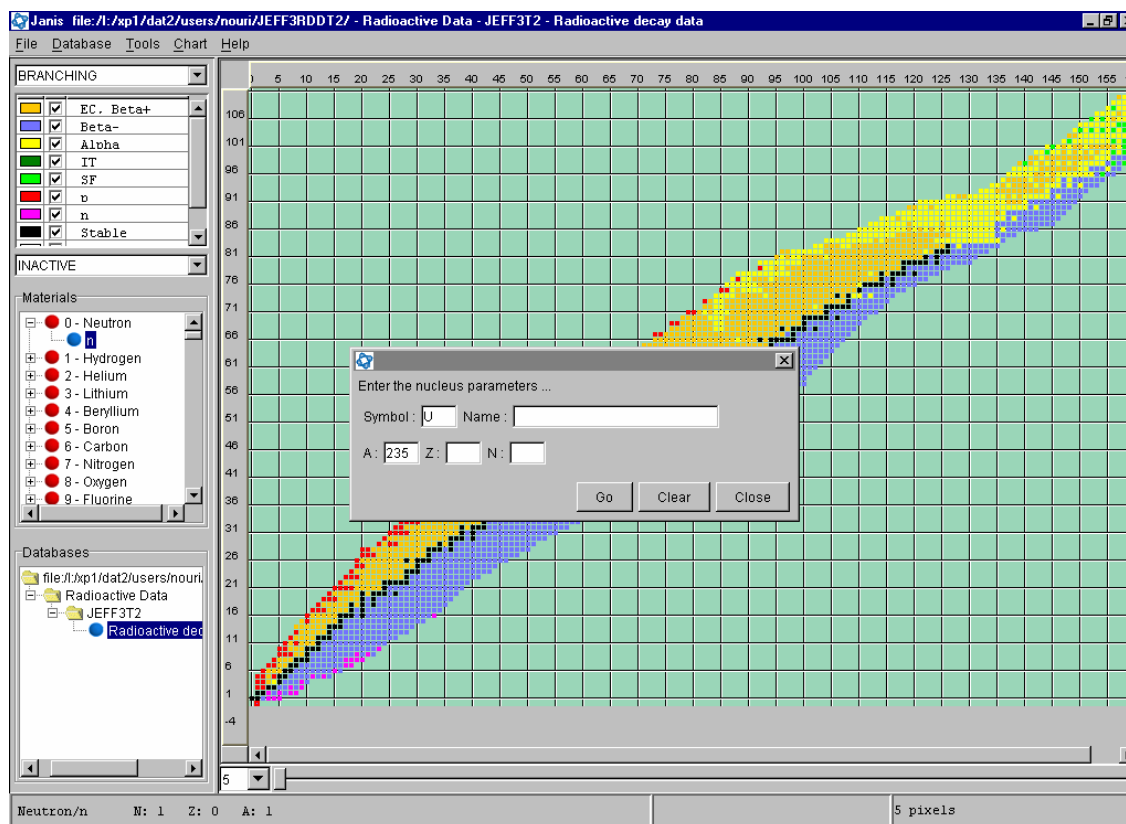 Janis file:/I:/xp1/dat2/users/nouri/JEFF3RDDT2/ - Radioactive Data - JEFF3T2 - Radioactive decay data
File Database Tools Chart Help
BRANCHING
EC. Beta+
Beta-
Alpha
IT
SF
p
n
Stable
INACTIVE
Materials
0 - Neutron
n
1 - Hydrogen
2 - Helium
3 - Lithium
4 - Beryllium
5 - Boron
6 - Carbon
7 - Nitrogen
8 - Oxygen
9 - Fluorine
Databases
file:/I:/xp1/dat2/users/nouri/
Radioactive Data
JEFF3T2
Radioactive dec
5 10 15 20 25 30 35 40 45 50 55 60 65 70 75 80 85 90 95 100 105 110 115 120 125 130 135 140 145 150 155
106
101
96
91
86
81
76
71
66
61
56
51
46
41
36
31
26
21
16
11
6
1
-4
Enter the nucleus parameters ...
Symbol : U Name :
A : 235 Z : N :
Go Clear Close
5
Neutron/n N: 1 Z: 0 A: 1
5 pixels